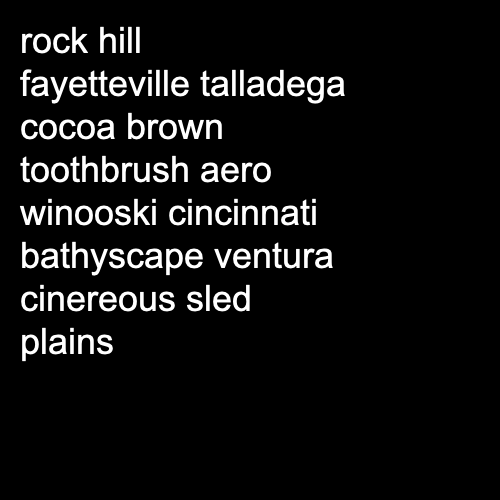 rock hill
fayetteville talladega
cocoa brown
toothbrush aero
winooski cincinnati
bathyscape ventura
cinereous sled
plains